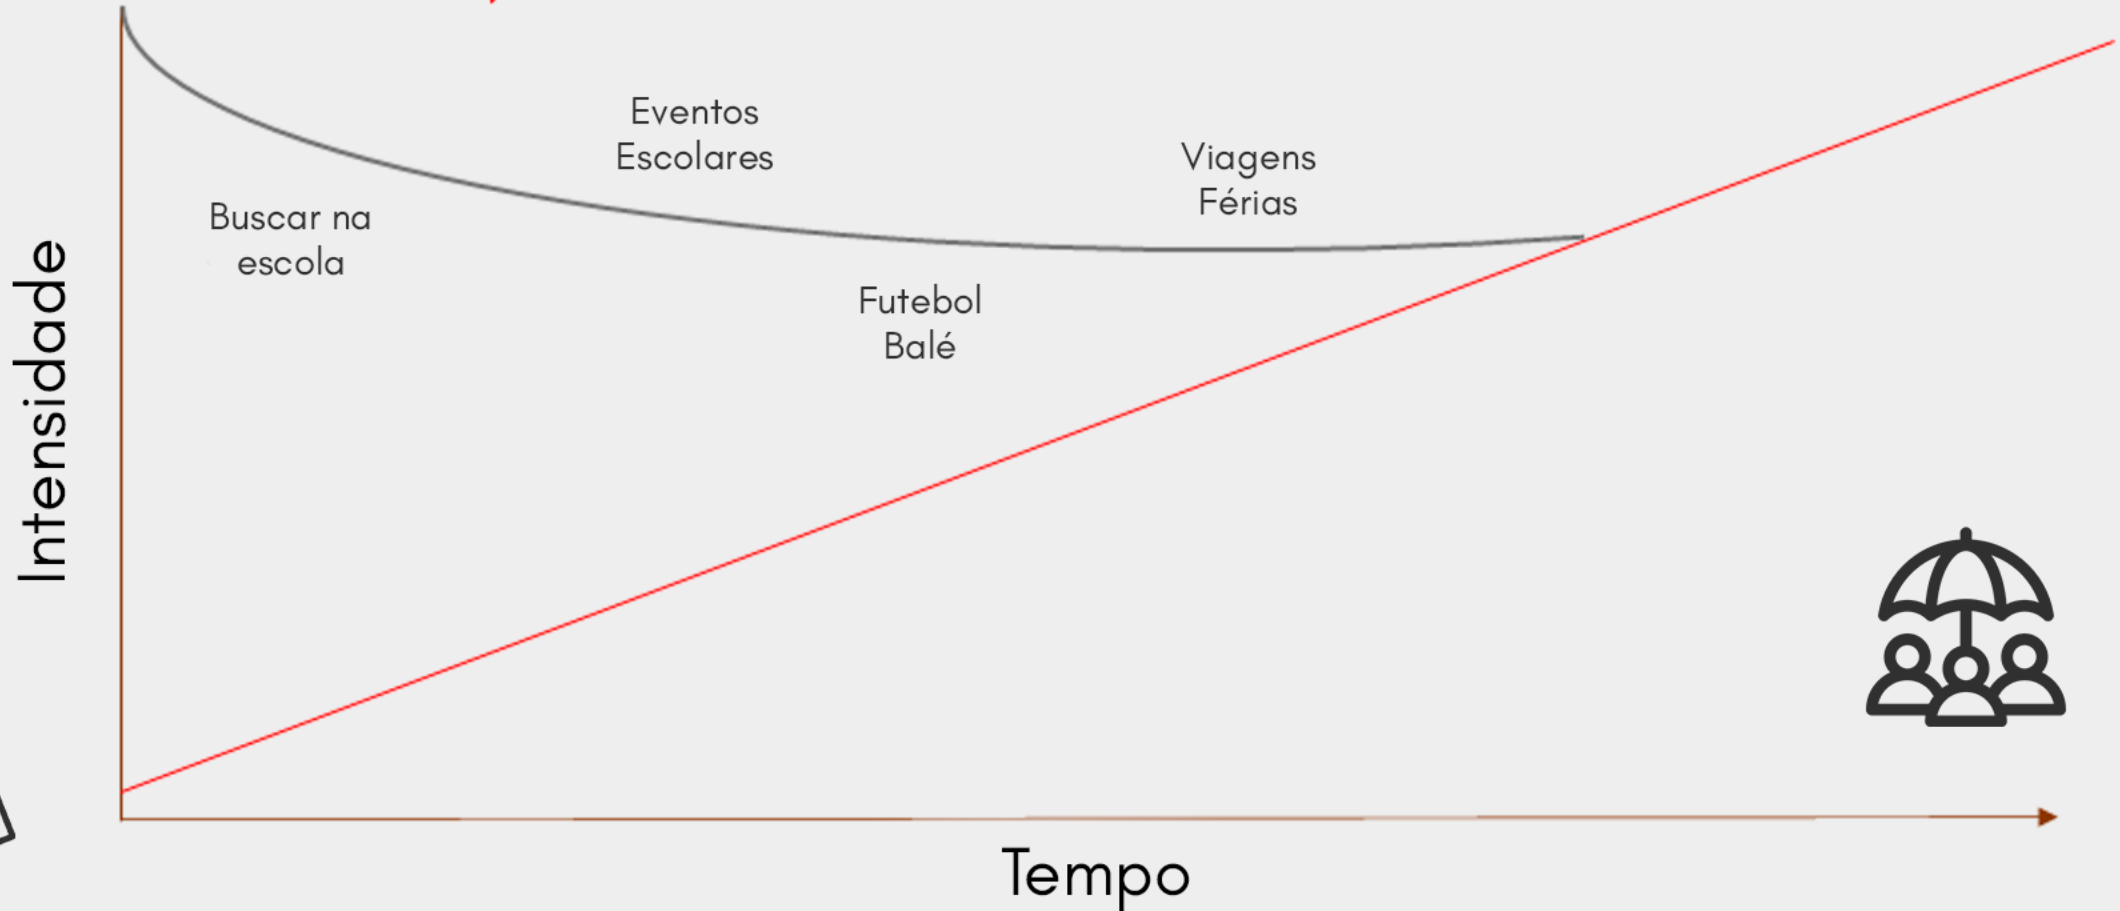 Eventos
Escolares
Viagens
Férias
Buscar na
escola
Futebol
Balé
Intensidade
Tempo